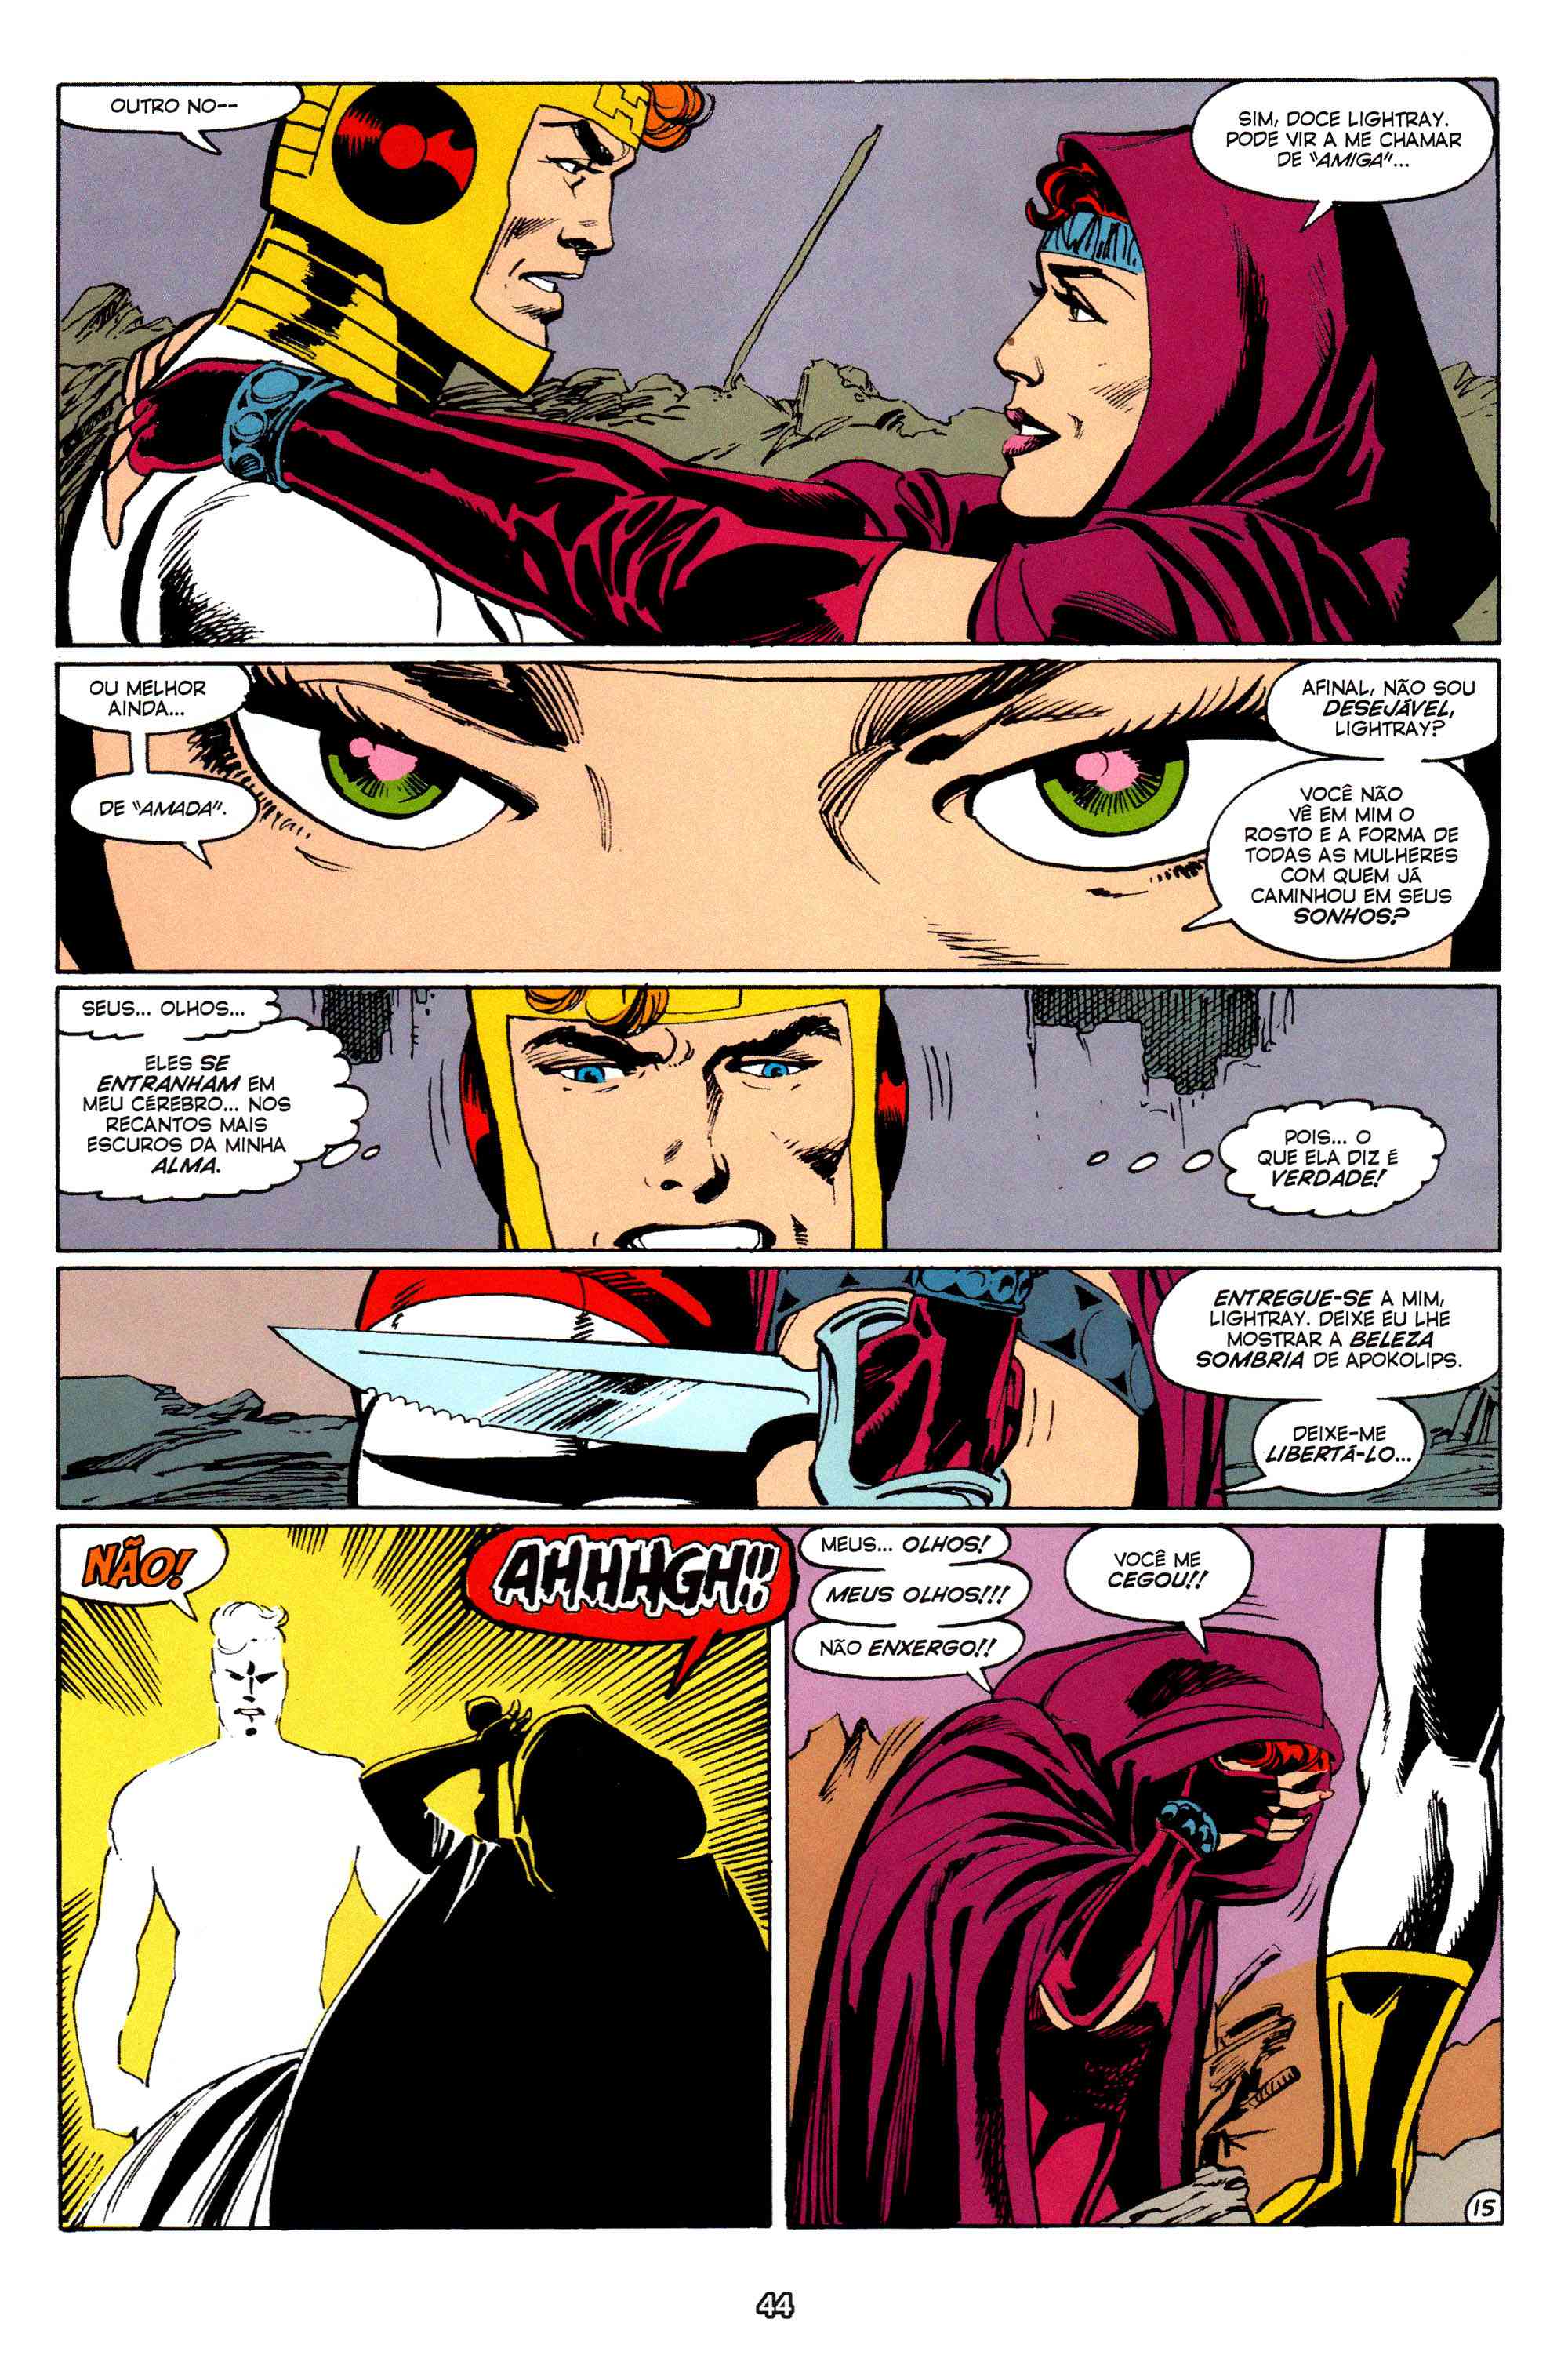 OUTRO NO--
SIM, DOCE LIGHTRAY.
PODE VIR A ME CHAMAR
DE "AMIGA"...
OU MELHOR
AINDA...
DE "AMADA".
AFINAL, NÃO SOU
DESEJÁVEL,
LIGHTRAY?
VOCÊ NÃO
VÊ EM MIM O
ROSTO E A FORMA DE
TODAS AS MULHERES
COM QUEM JÁ
CAMINHOU EM SEUS
SONHOS?
SEUS... OLHOS...
ELES SE
ENTRANHAM EM
MEU CÉREBRO... NOS
RECANTOS MAIS
ESCUROS DA MINHA
ALMA.
POIS... O
QUE ELA DIZ É
VERDADE!
ENTREGUE-SE A MIM,
LIGHTRAY. DEIXE EU LHE
MOSTRAR A BELEZA
SOMBRIA DE APOKOLIPS.
DEIXE-ME
LIBERTÁ-LO...
NÃO!
AHHHHGH!!
MEUS... OLHOS!
MEUS OLHOS!!!
NÃO ENXERGO!!
VOCÊ ME
CEGOU!!
15
44